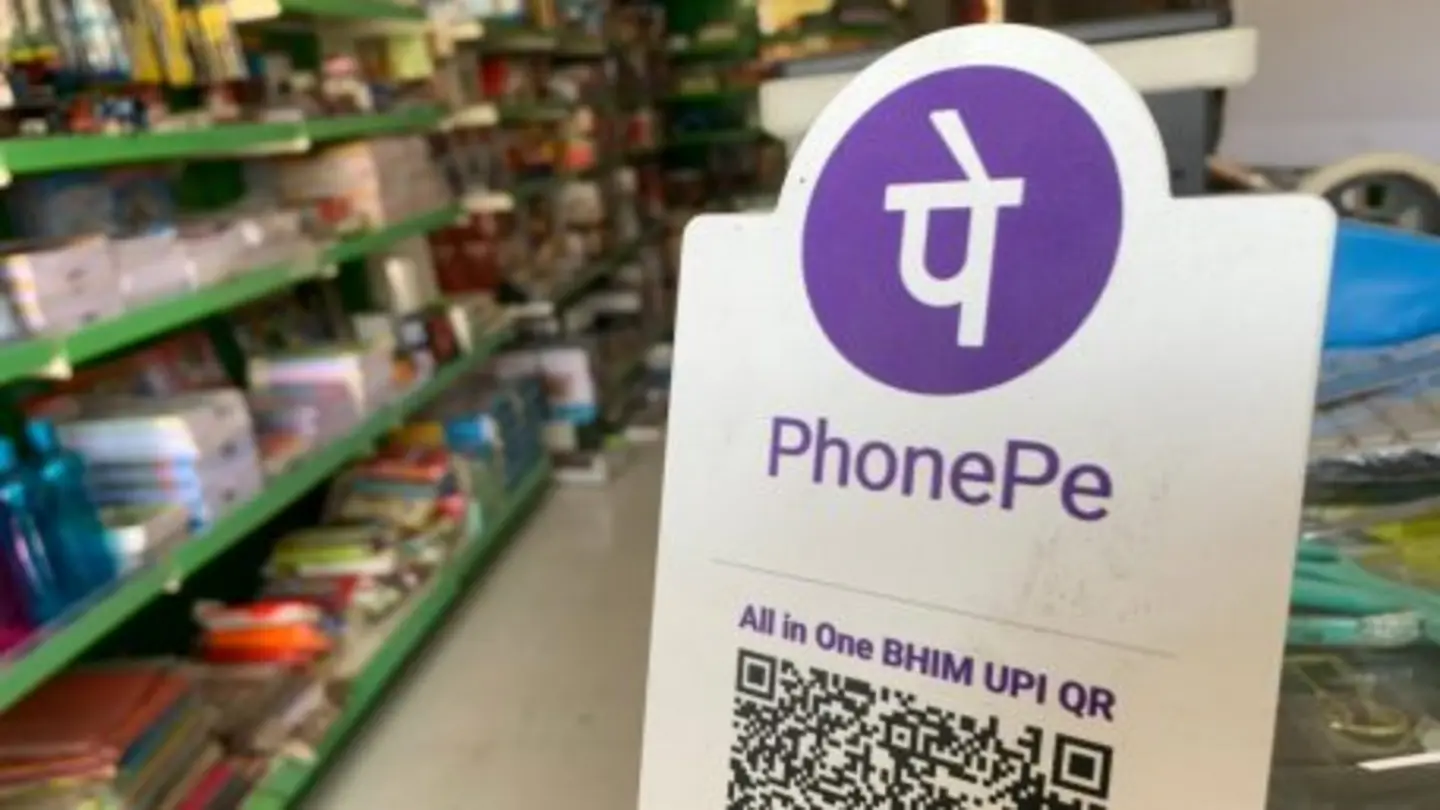 पे
PhonePe
All in One BHIM UPI QR